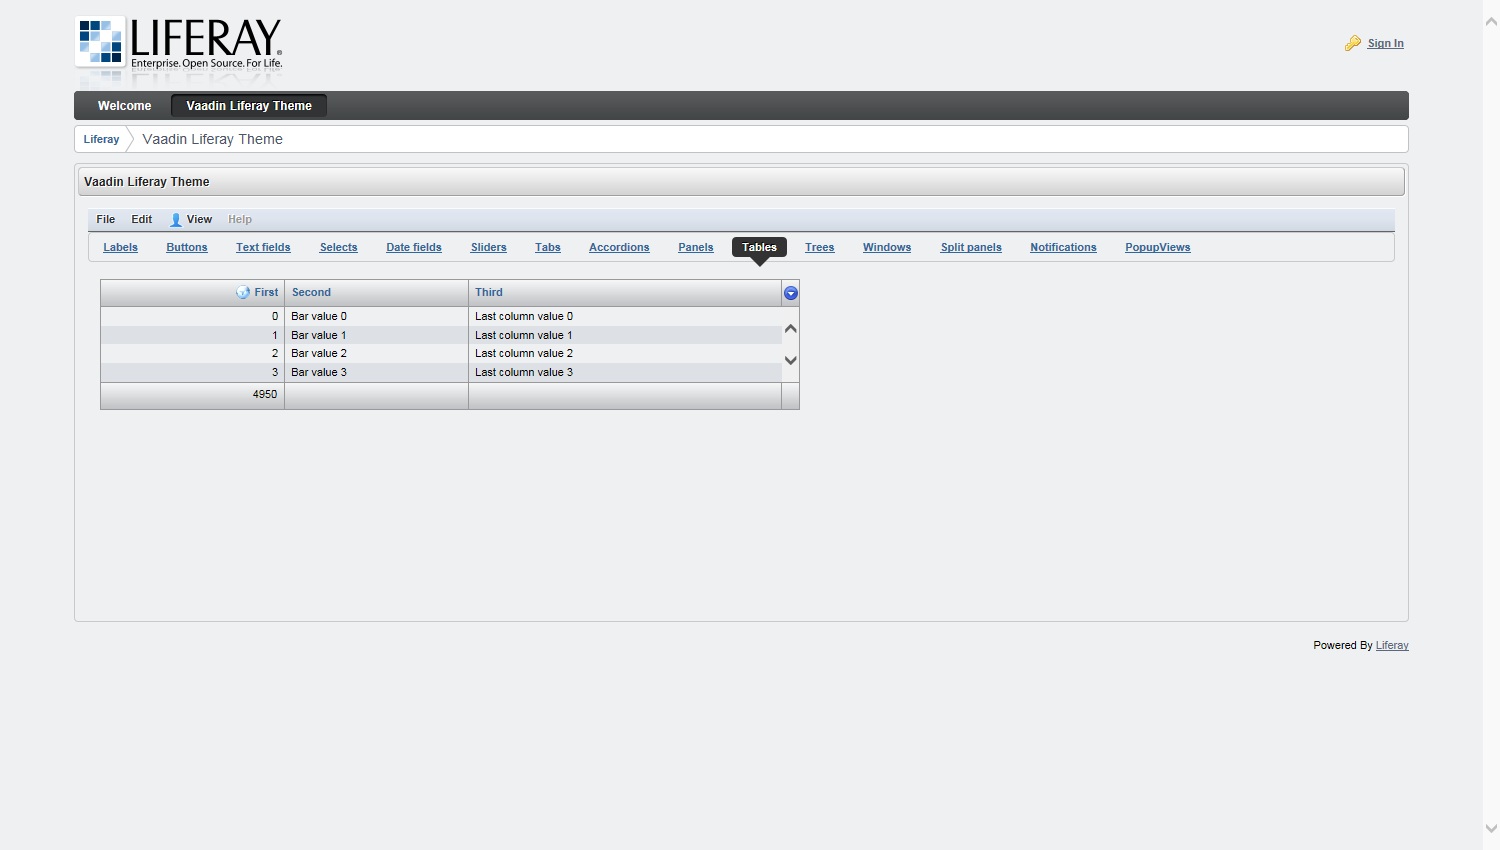 LIFERAY®
Enterprise. Open Source. For Life.
Sign In
Welcome Vaadin Liferay Theme
Liferay Vaadin Liferay Theme
Vaadin Liferay Theme
File Edit View Help
Labels Buttons Text fields Selects Date fields Sliders Tabs Accordions Panels Tables Trees Windows Split panels Notifications PopupViews
First Second Third
0 Bar value 0 Last column value 0
1 Bar value 1 Last column value 1
2 Bar value 2 Last column value 2
3 Bar value 3 Last column value 3
4950
Powered By Liferay